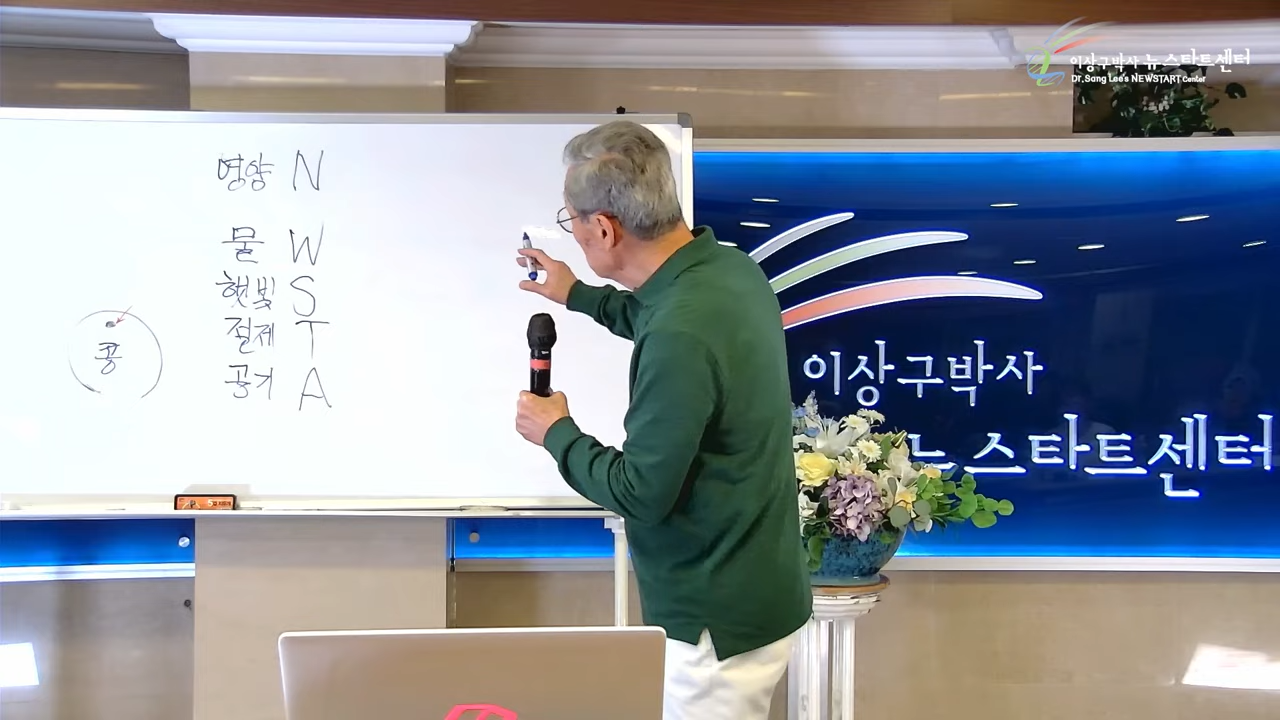 이상구박사 뉴스타트센터
Dr. Sang Lee's NEWSTART Center
영양 N
물 W
햇빛 S
절제 T
공기 A
콩
이상구박사
뉴스타트센터